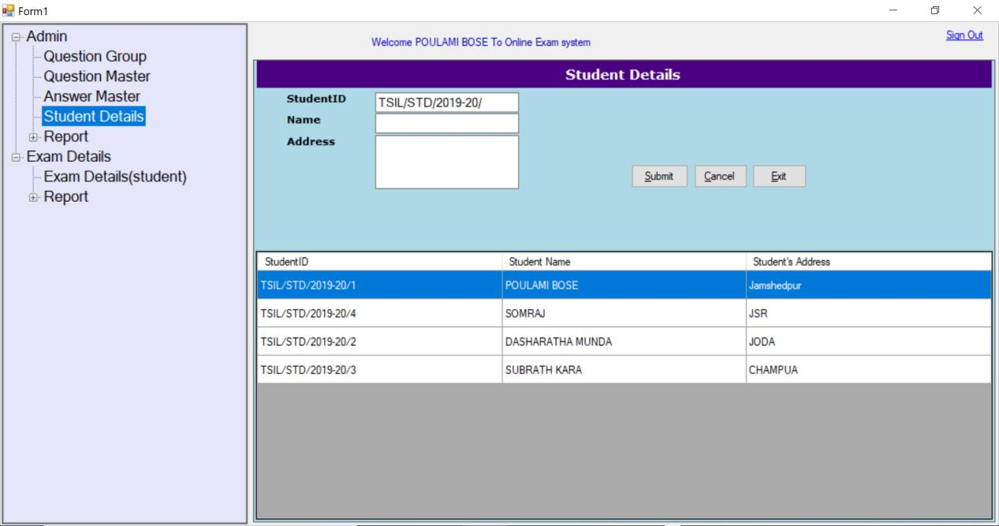 Form1
Admin
Question Group
Question Master
Answer Master
Student Details
Report
Exam Details
Exam Details(student)
Report
Welcome POULAMI BOSE To Online Exam system
Sign Out
Student Details
StudentID TSIL/STD/2019-20/
Name
Address
Submit Cancel Exit
StudentID Student Name Student's Address
TSIL/STD/2019-20/1 POULAMI BOSE Jamshedpur
TSIL/STD/2019-20/4 SOMRAJ JSR
TSIL/STD/2019-20/2 DASHARATHA MUNDA JODA
TSIL/STD/2019-20/3 SUBRATH KARA CHAMPUA